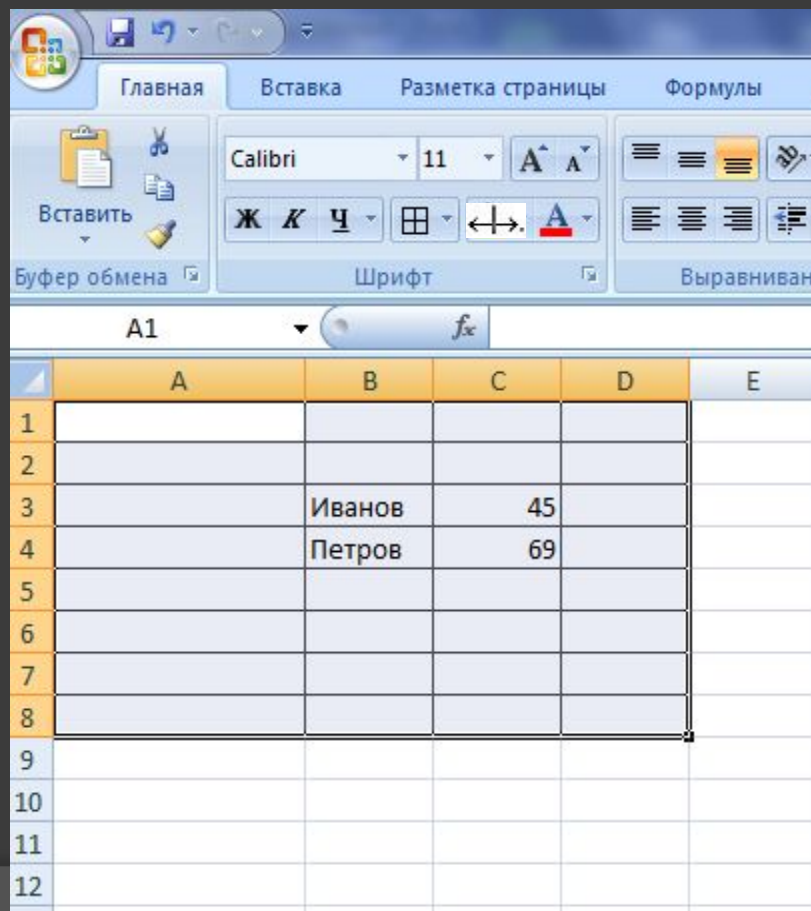 Главная Вставка Разметка страницы Формулы
Calibri 11 А А
Вставить
Ж К Ч А
Буфер обмена Шрифт Выравниван
A1 fx
A B C D E
1
2
3 Иванов 45
4 Петров 69
5
6
7
8
9
10
11
12